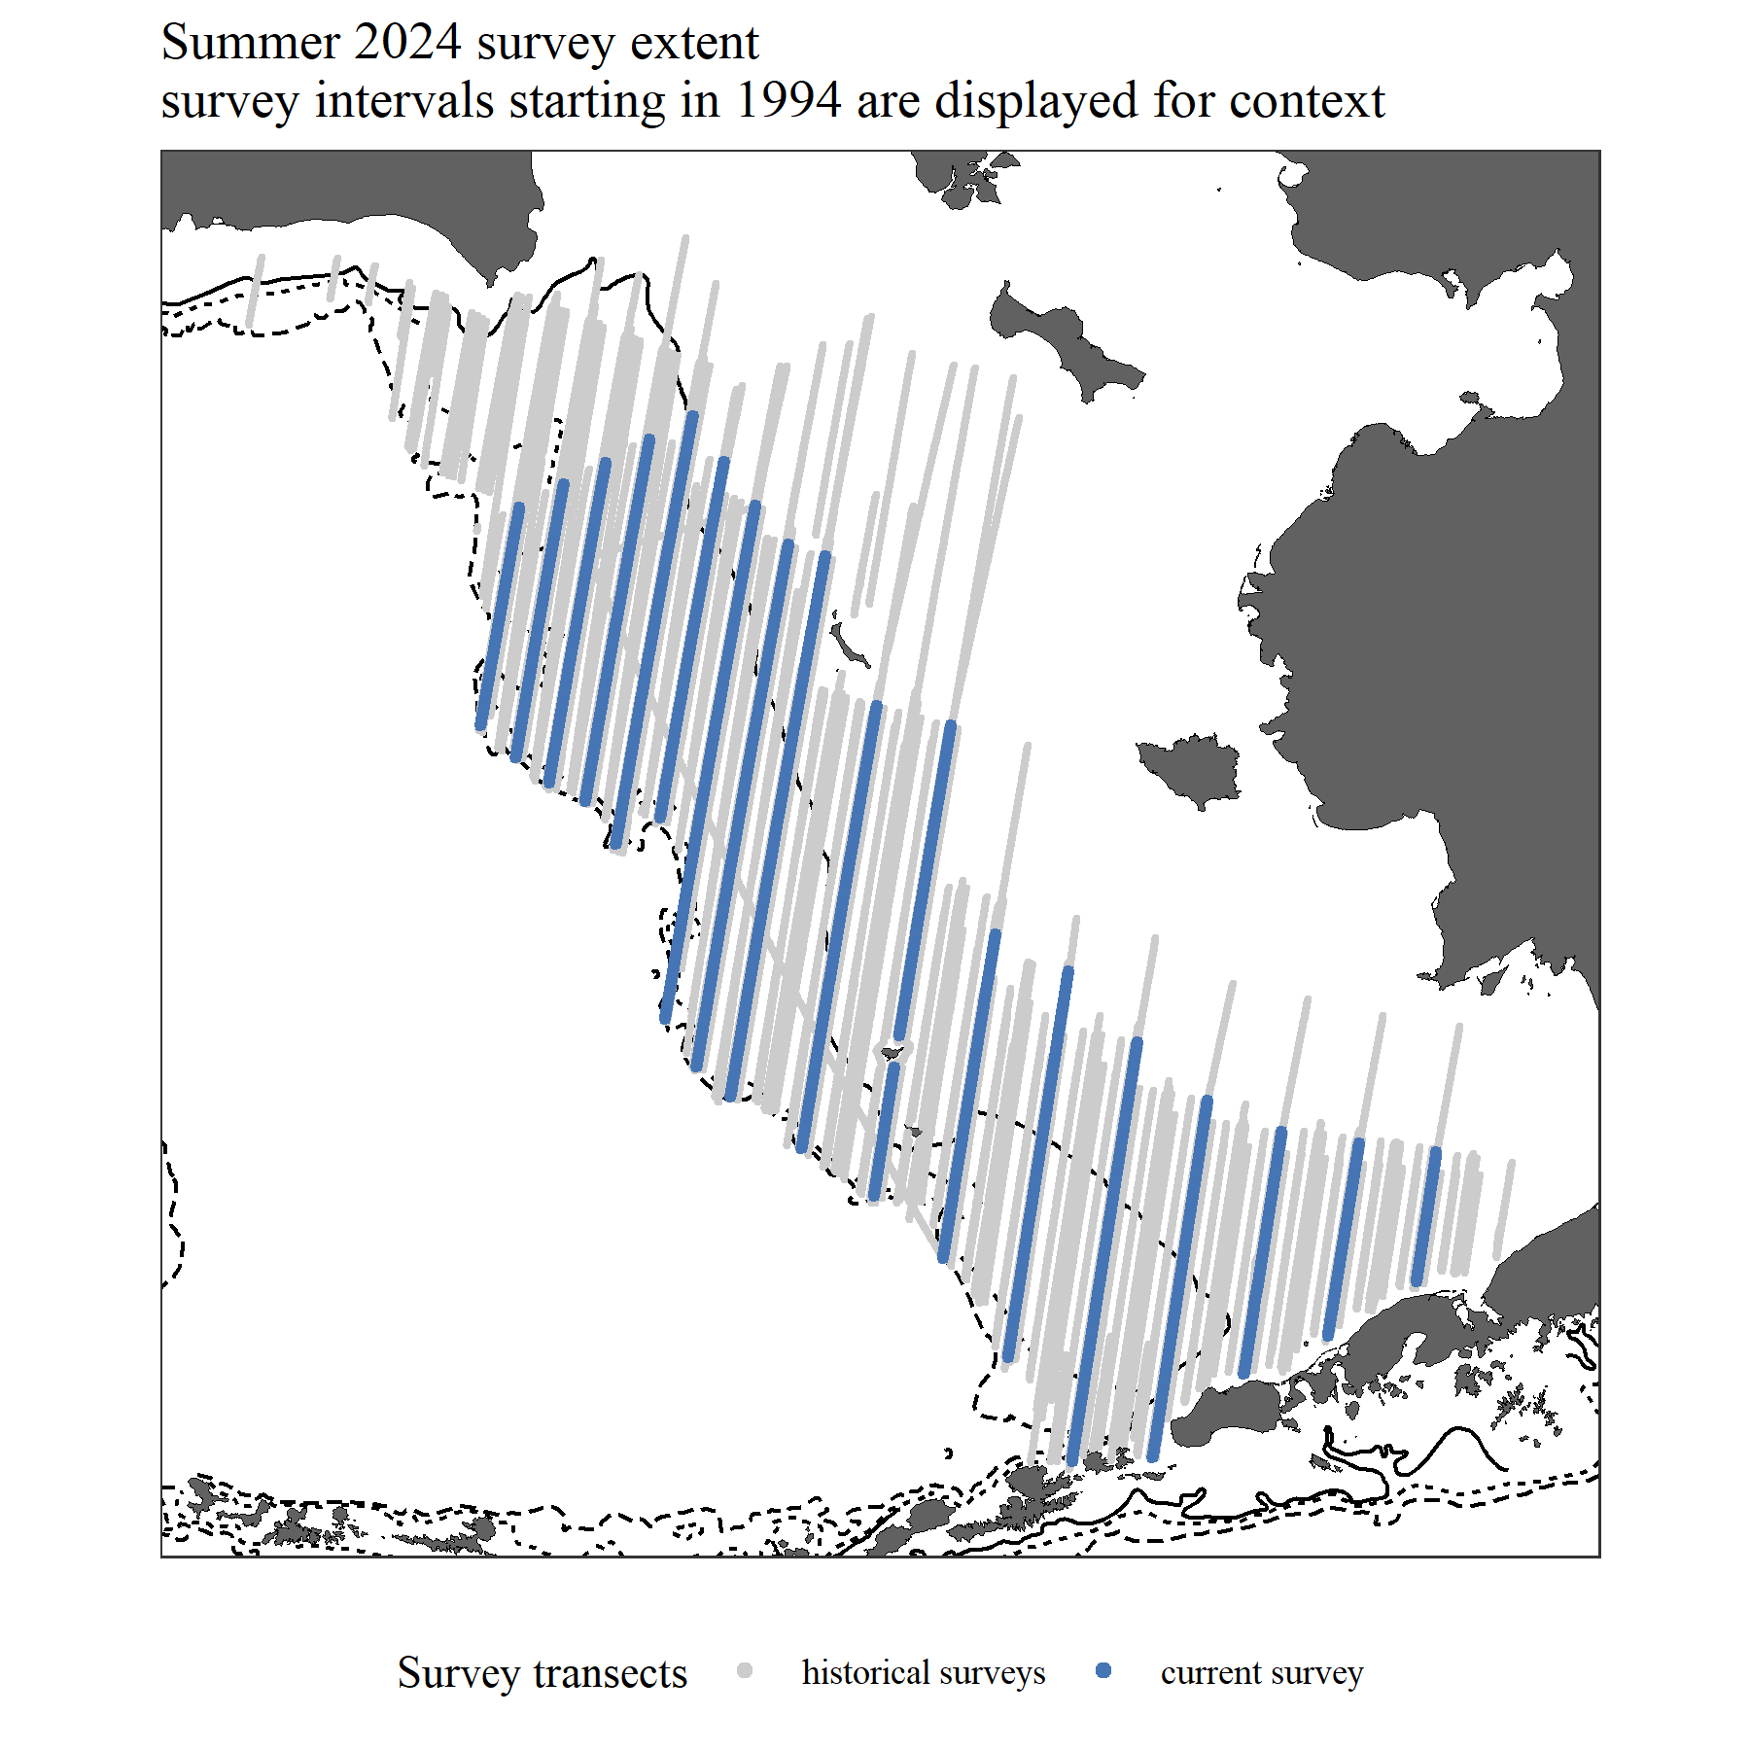 Summer 2024 survey extent
survey intervals starting in 1994 are displayed for context
Survey transects historical surveys current survey